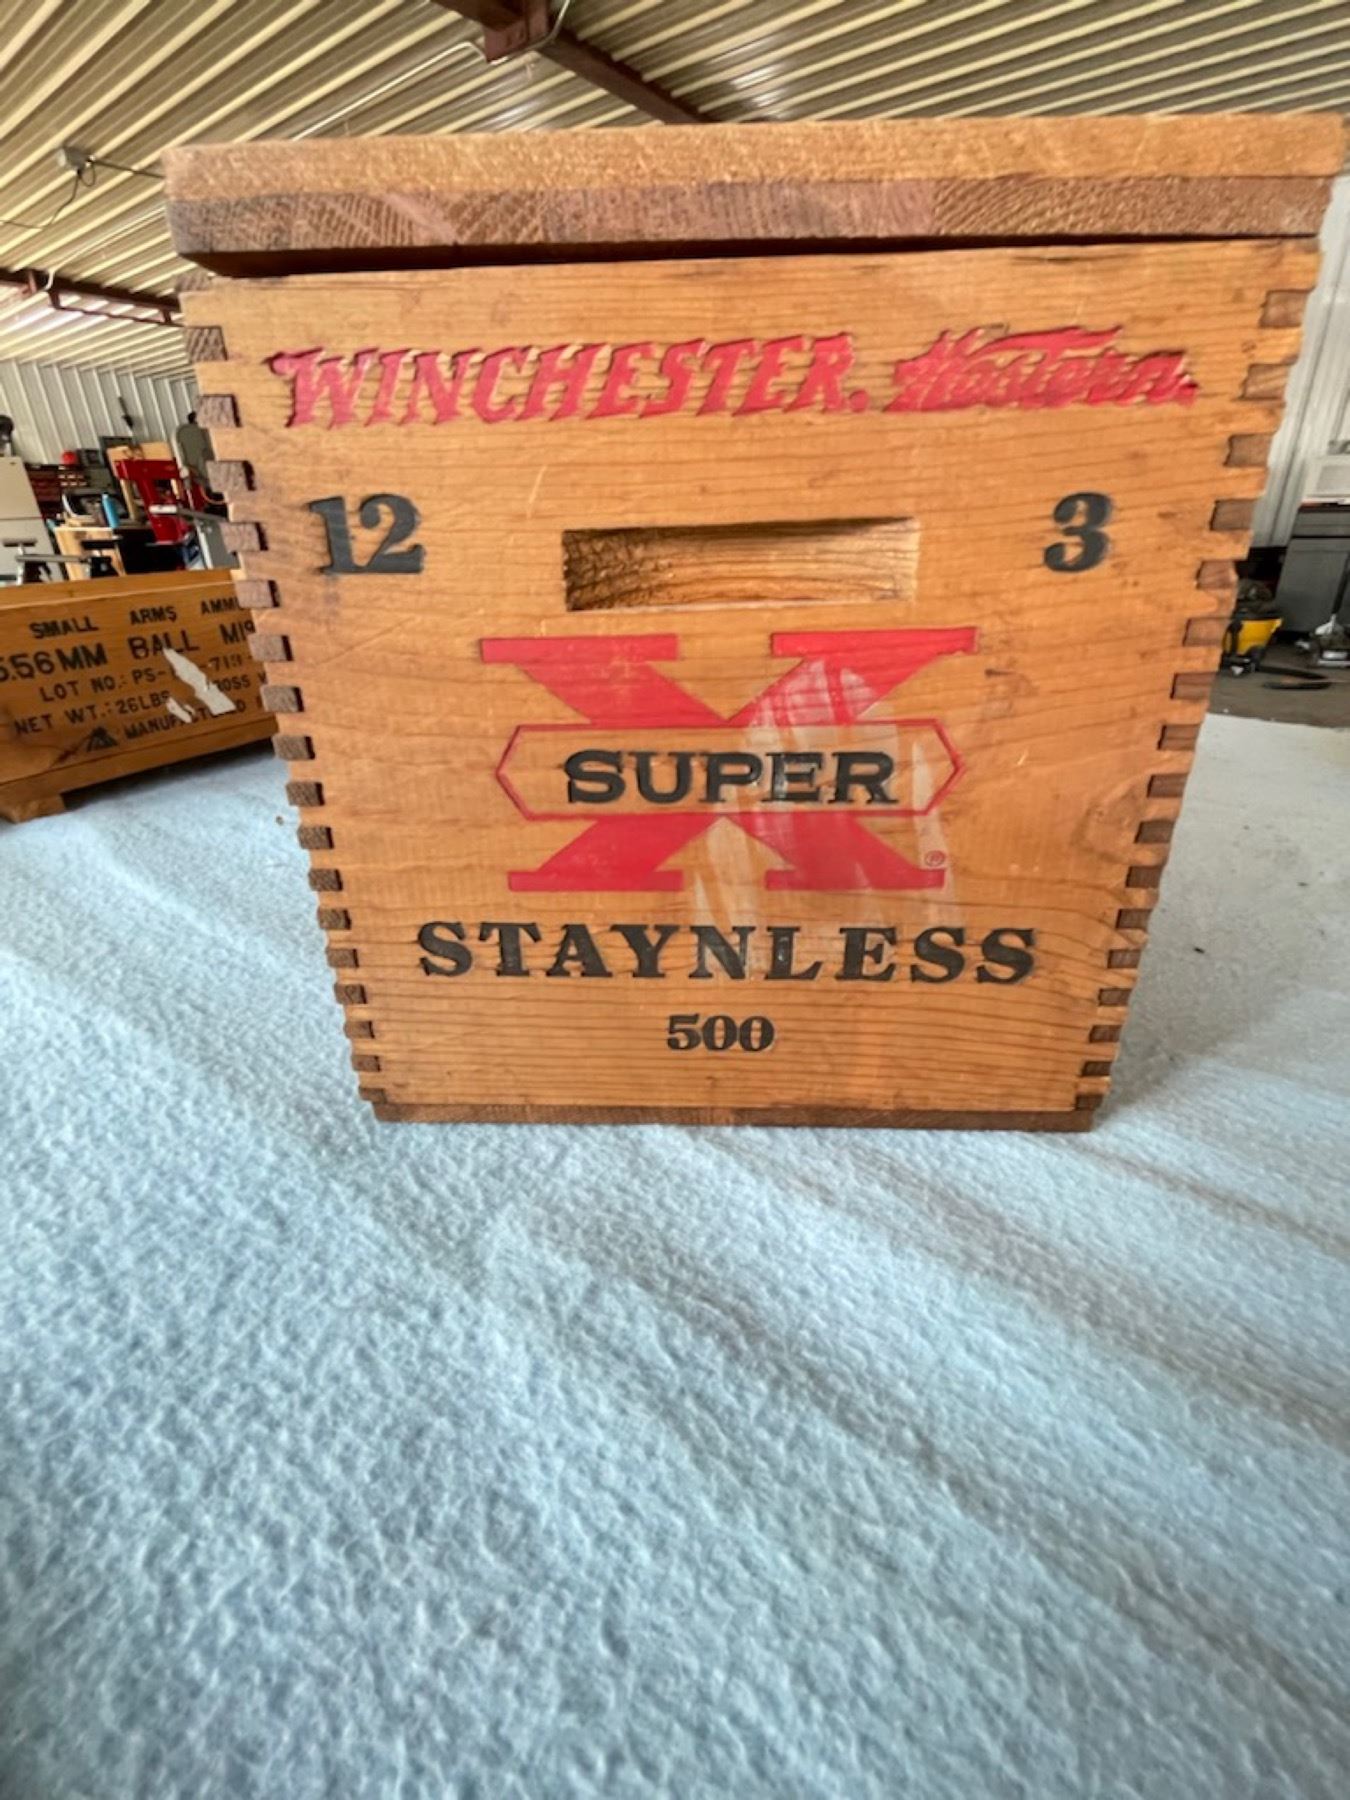 WINCHESTER. Western.
12 3
SUPER
X
®
STAYNLESS
500
SMALL ARMS
5.56MM BALL
LOT NO.: PS-
NET WT.: 26LBS